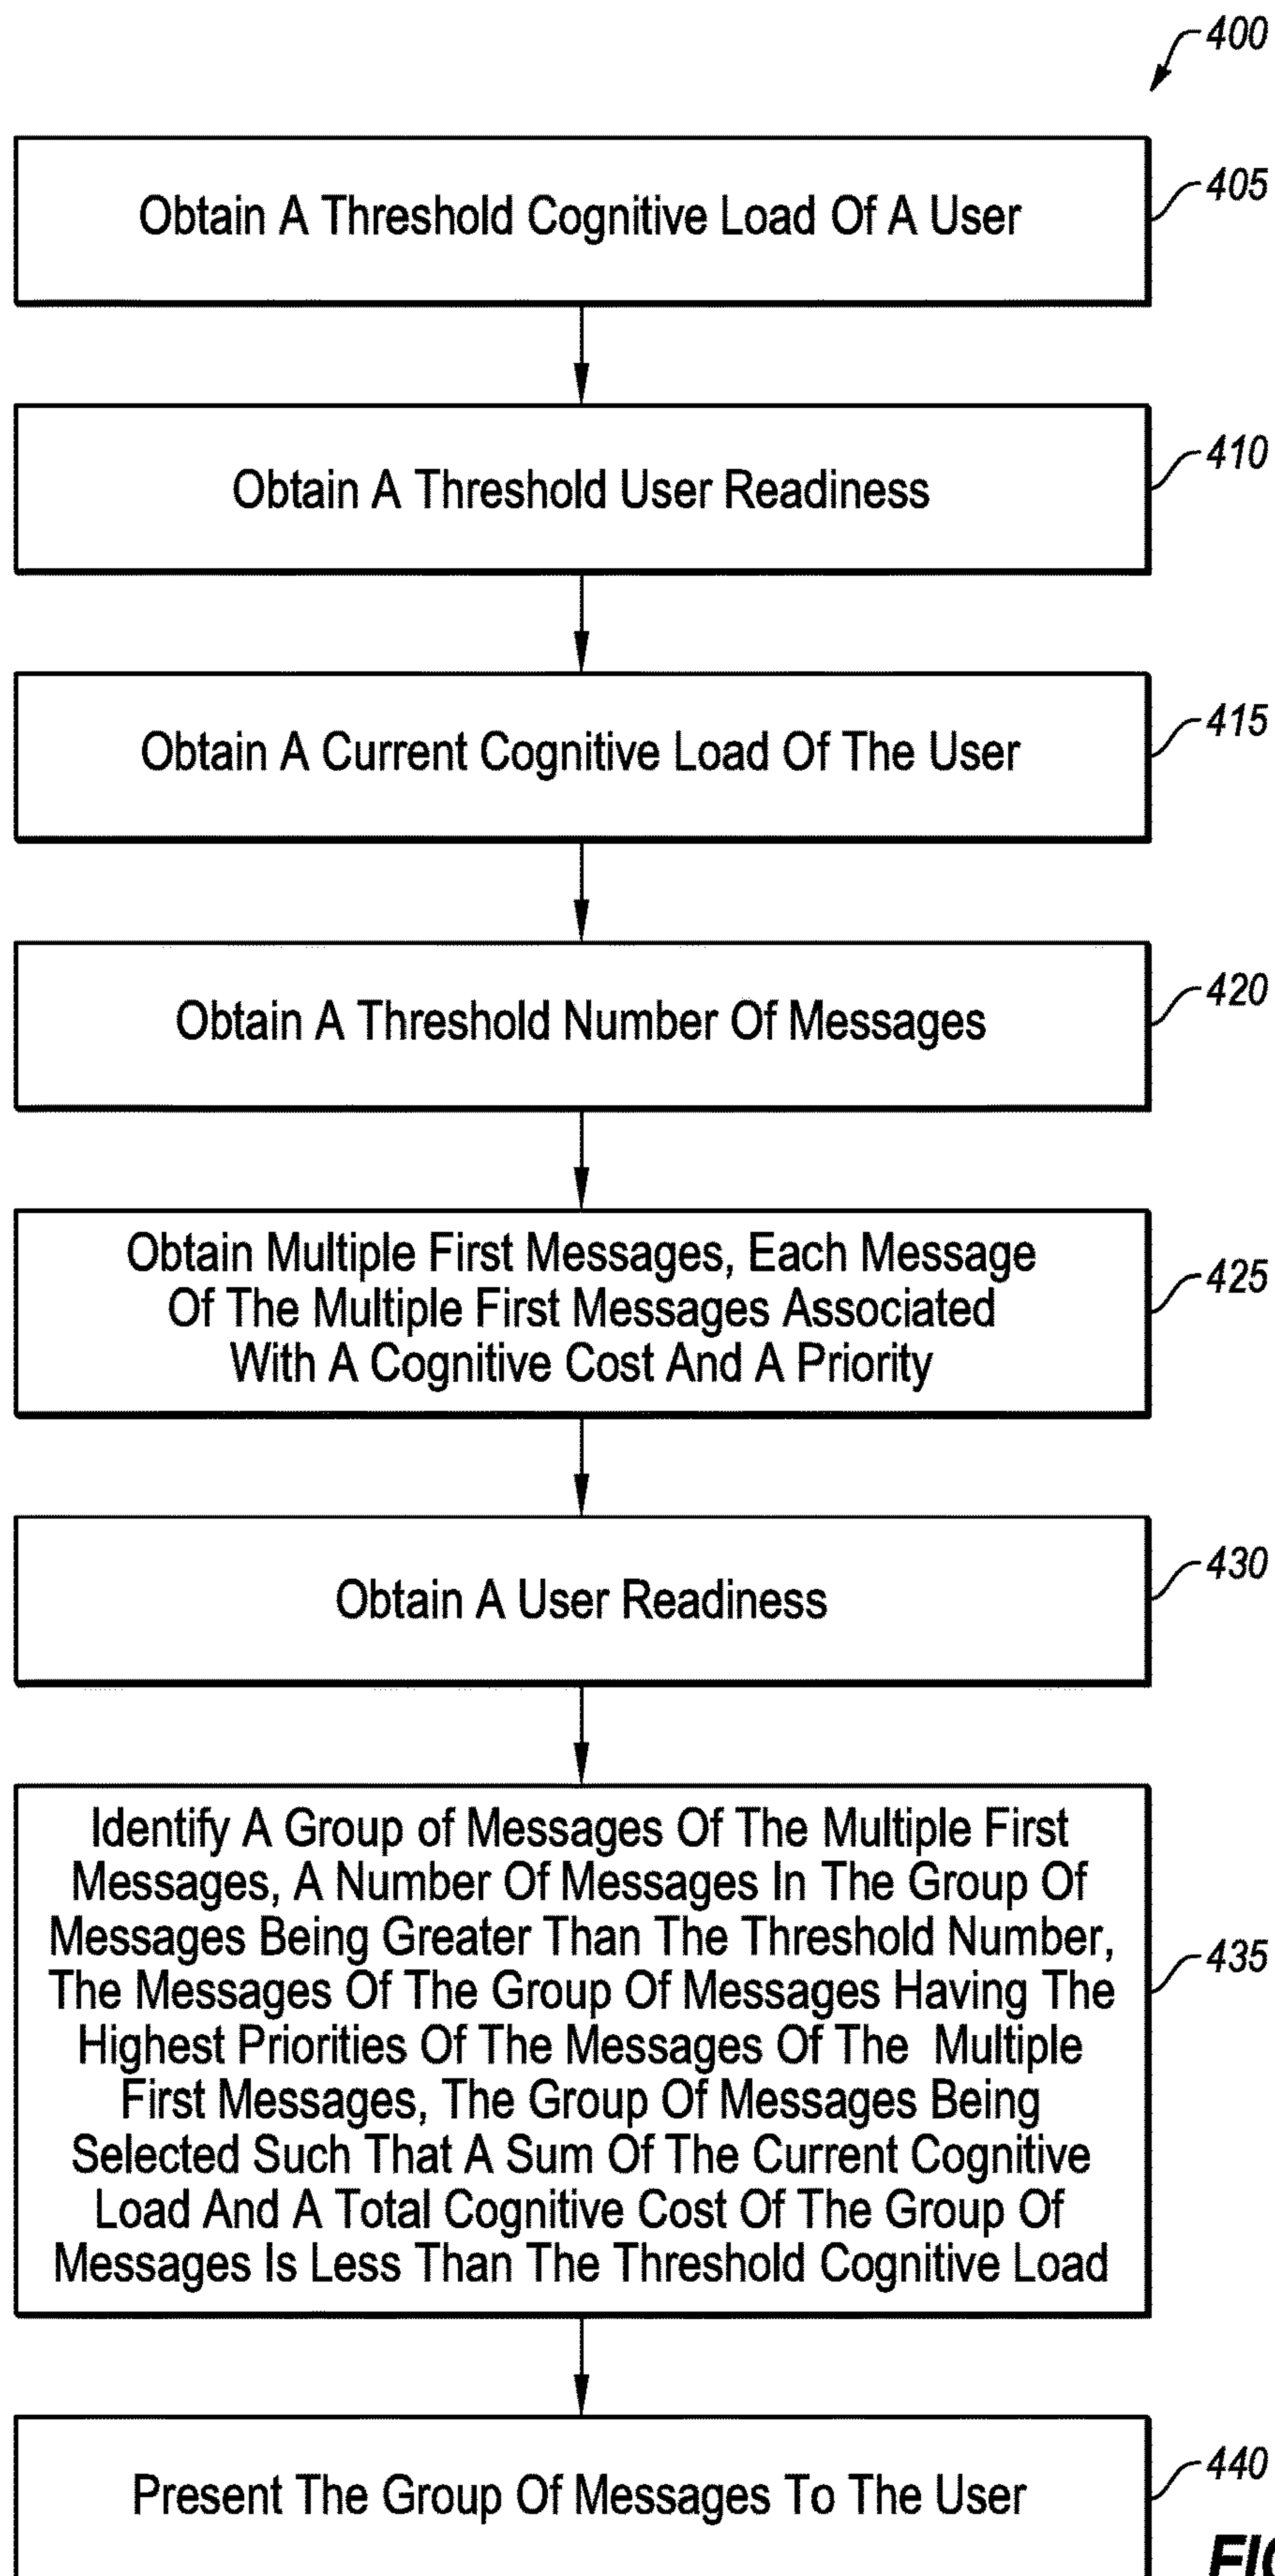 400
Obtain A Threshold Cognitive Load Of A User
405
Obtain A Threshold User Readiness
410
Obtain A Current Cognitive Load Of The User
415
Obtain A Threshold Number Of Messages
420
Obtain Multiple First Messages, Each Message
Of The Multiple First Messages Associated
With A Cognitive Cost And A Priority
425
Obtain A User Readiness
430
Identify A Group of Messages Of The Multiple First
Messages, A Number Of Messages In The Group Of
Messages Being Greater Than The Threshold Number,
The Messages Of The Group Of Messages Having The
Highest Priorities Of The Messages Of The Multiple
First Messages, The Group Of Messages Being
Selected Such That A Sum Of The Current Cognitive
Load And A Total Cognitive Cost Of The Group Of
Messages Is Less Than The Threshold Cognitive Load
435
Present The Group Of Messages To The User
440